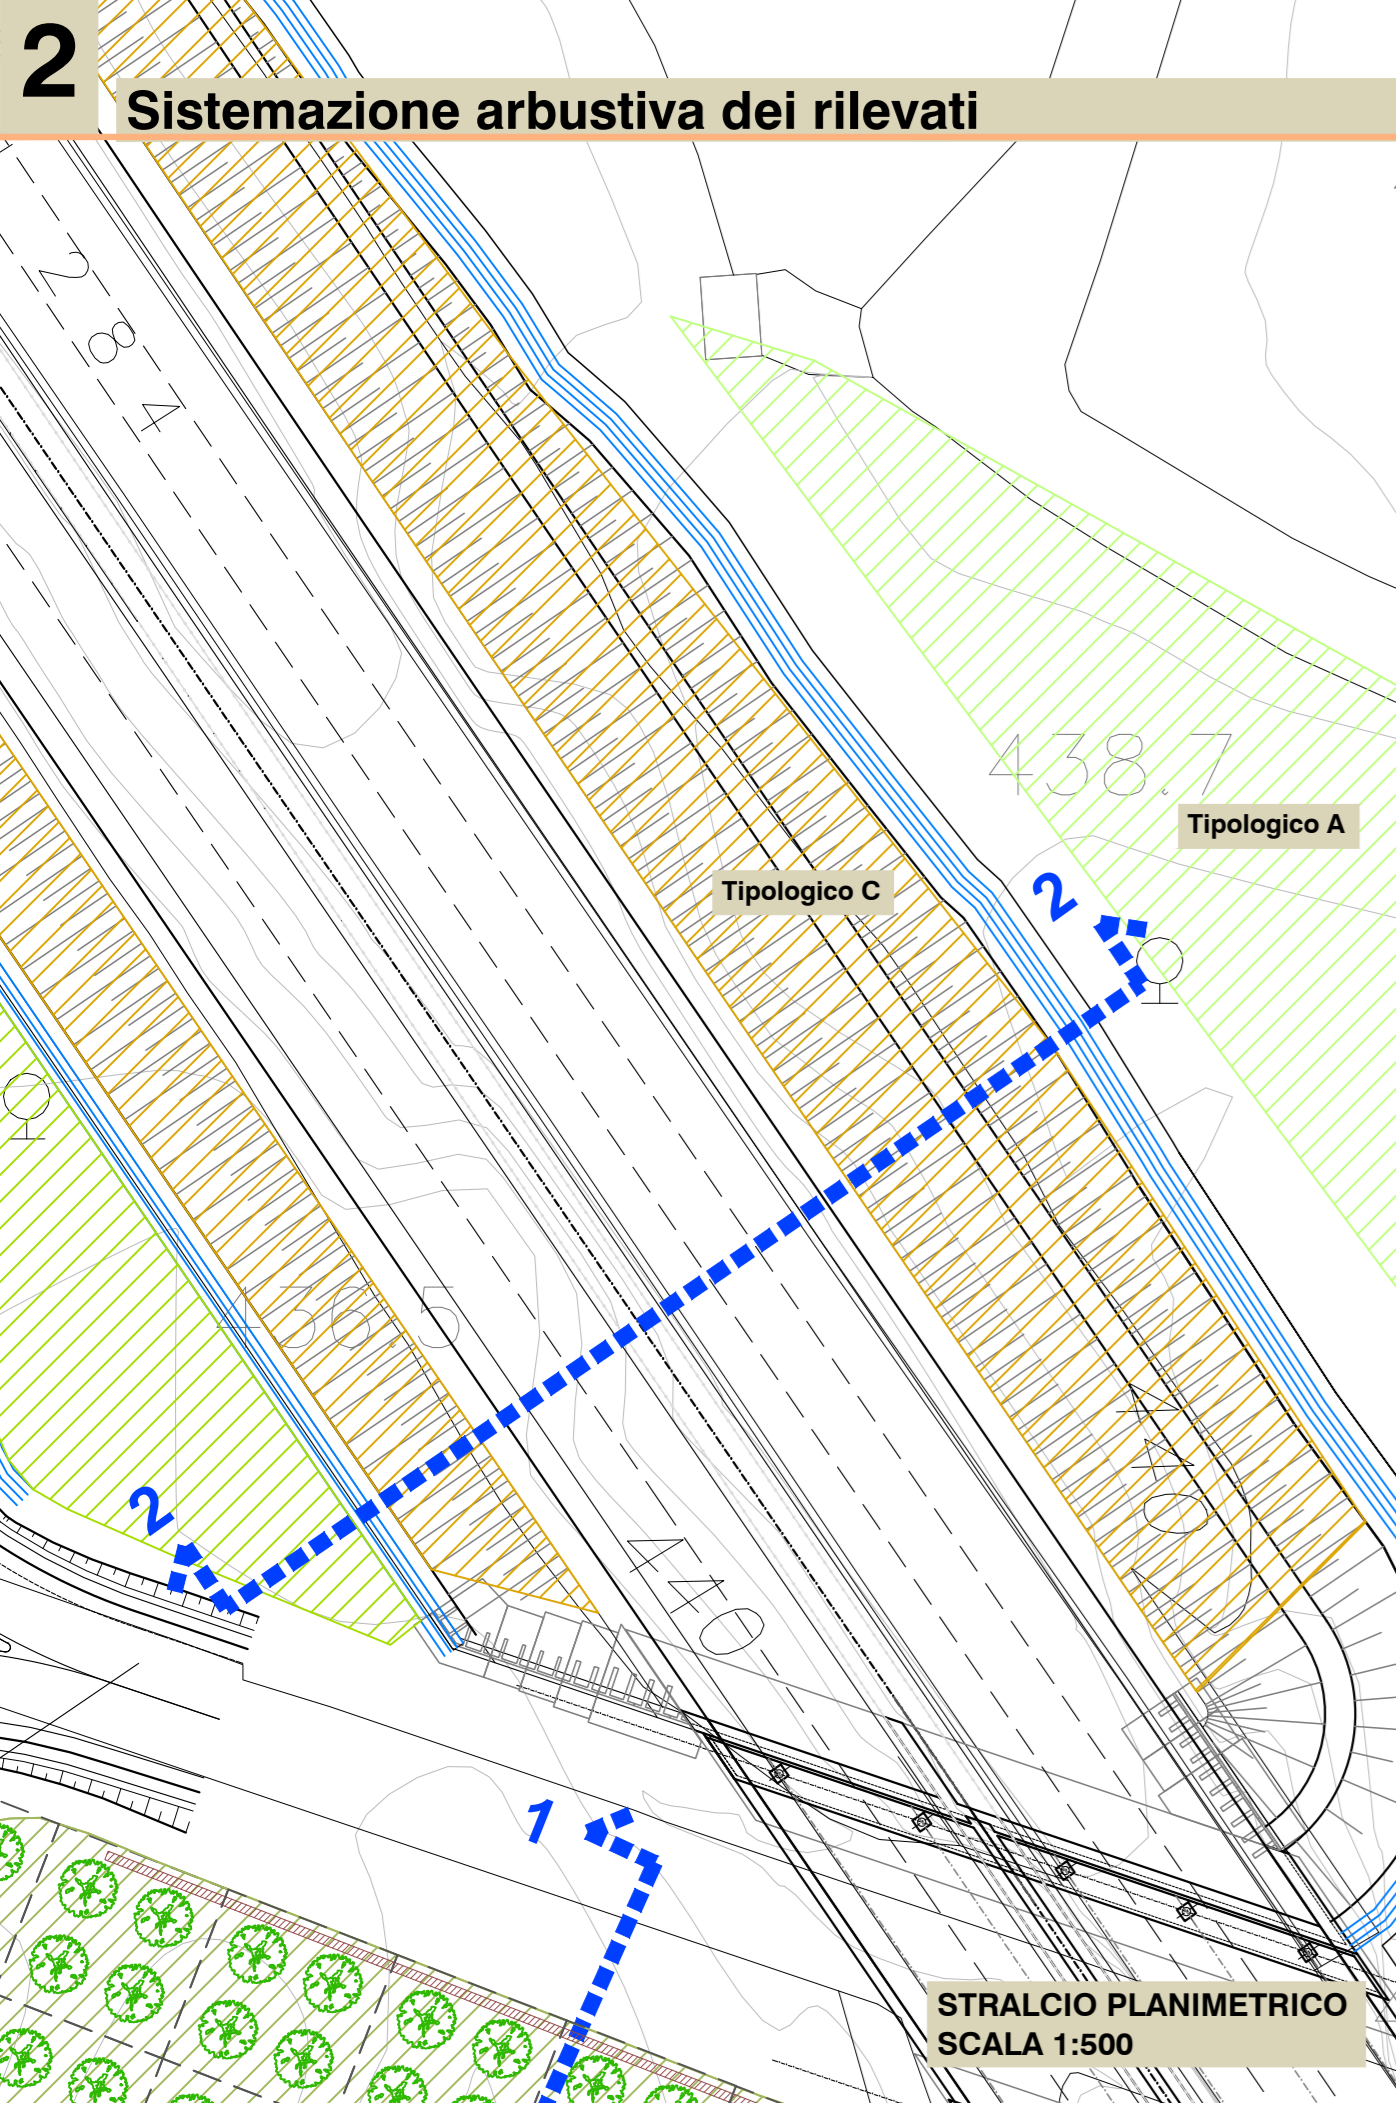 2
Sistemazione arbustiva dei rilevati
284
438.7
Tipologico A
Tipologico C
2
436.5
440
2
440
1
STRALCIO PLANIMETRICO
SCALA 1:500